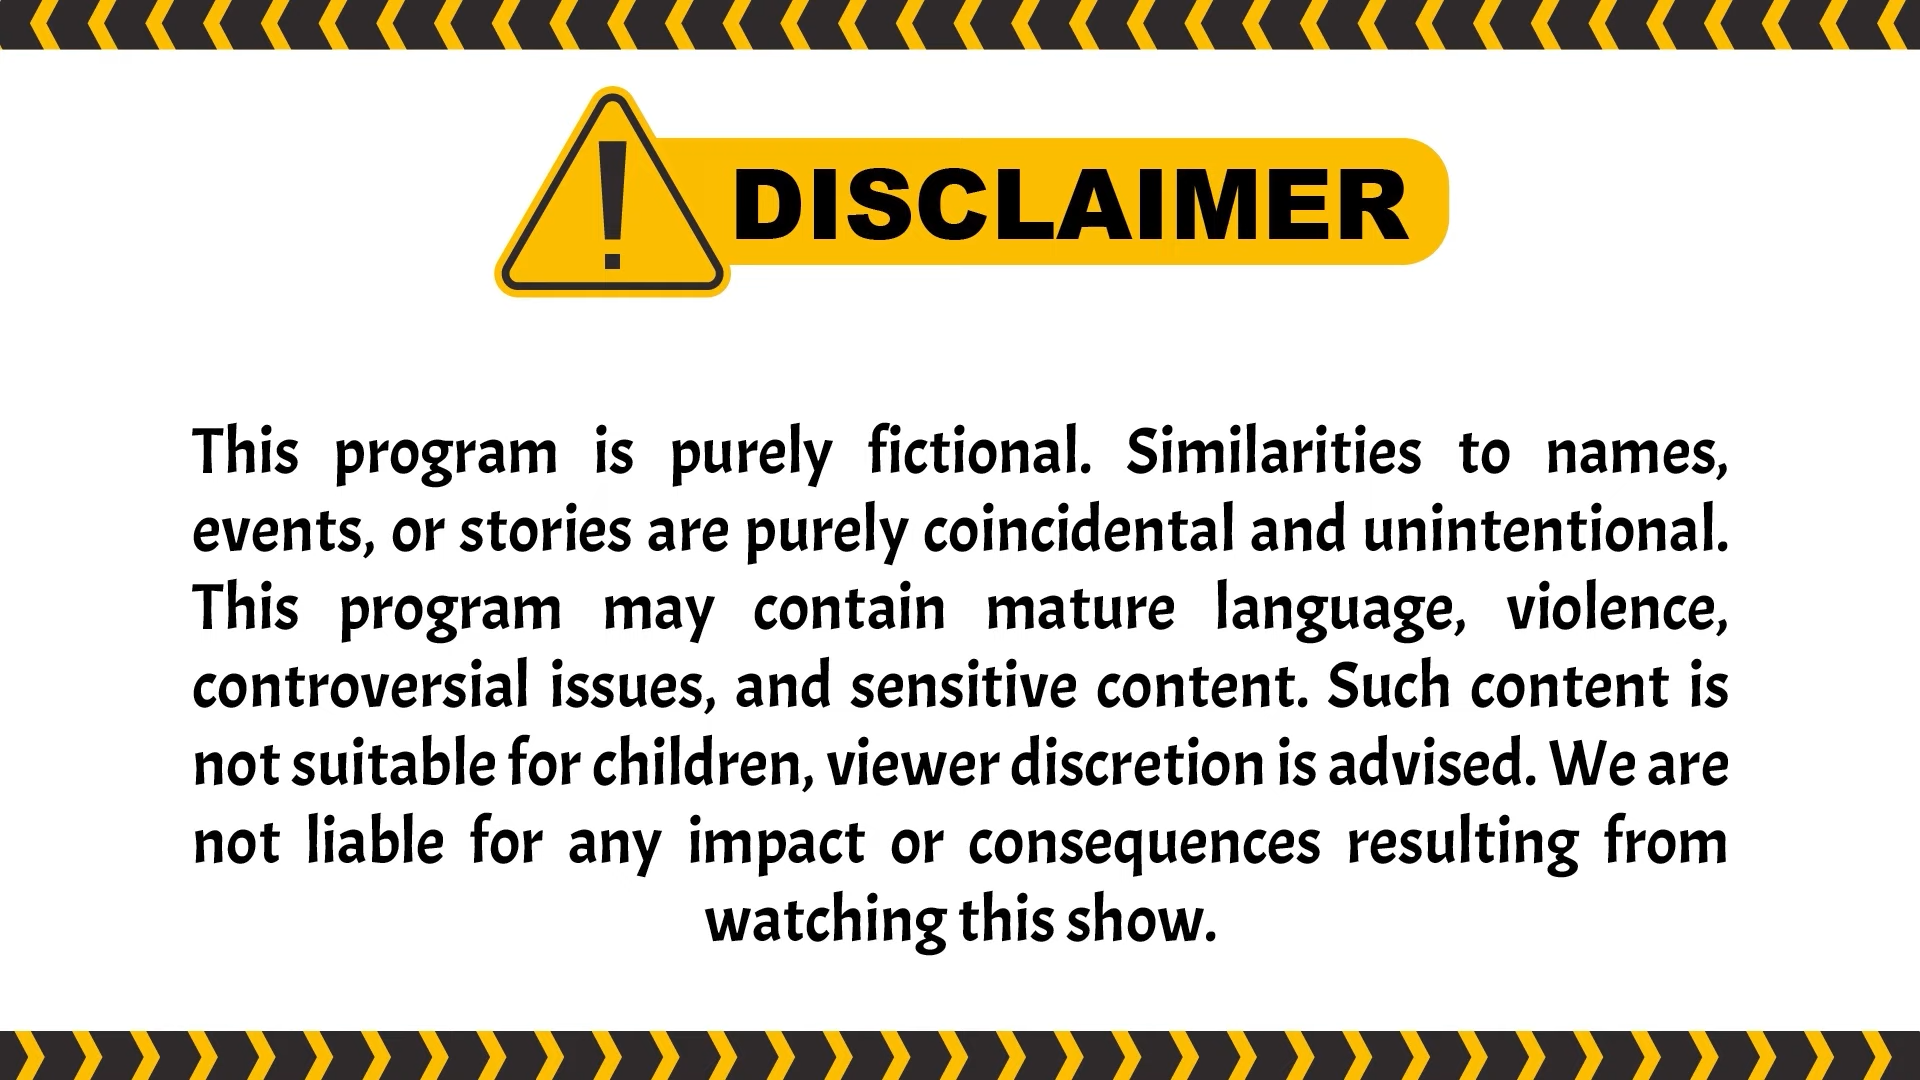 DISCLAIMER
This program is purely fictional. Similarities to names,
events, or stories are purely coincidental and unintentional.
This program may contain mature language, violence,
controversial issues, and sensitive content. Such content is
not suitable for children, viewer discretion is advised. We are
not liable for any impact or consequences resulting from
watching this show.